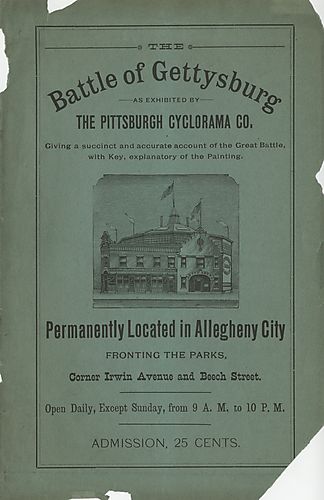 THE
Battle of Gettysburg
AS EXHIBITED BY
THE PITTSBURGH CYCLORAMA CO.
Giving a succinct and accurate account of the Great Battle,
with Key, explanatory of the Painting.
Permanently Located in Allegheny City
FRONTING THE PARKS,
Corner Irwin Avenue and Beech Street.
Open Daily, Except Sunday, from 9 A. M. to 10 P. M.
ADMISSION, 25 CENTS.